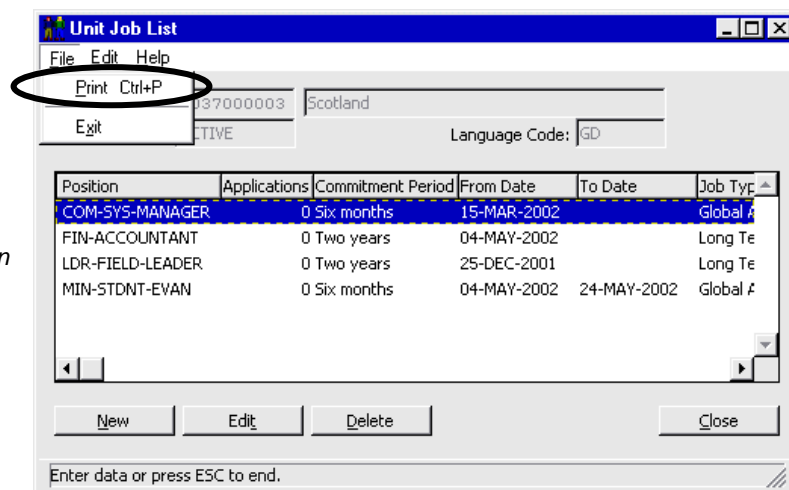 Unit Job List
File Edit Help
Print Ctrl+P
Exit
37000003 Scotland
TIVE Language Code: GD
Position Applications Commitment Period From Date To Date Job Typ
COM-SYS-MANAGER 0 Six months 15-MAR-2002 Global A
FIN-ACCOUNTANT 0 Two years 04-MAY-2002 Long Te
LDR-FIELD-LEADER 0 Two years 25-DEC-2001 Long Te
n
MIN-STDNT-EVAN 0 Six months 04-MAY-2002 24-MAY-2002 Global A
New Edit Delete Close
Enter data or press ESC to end.